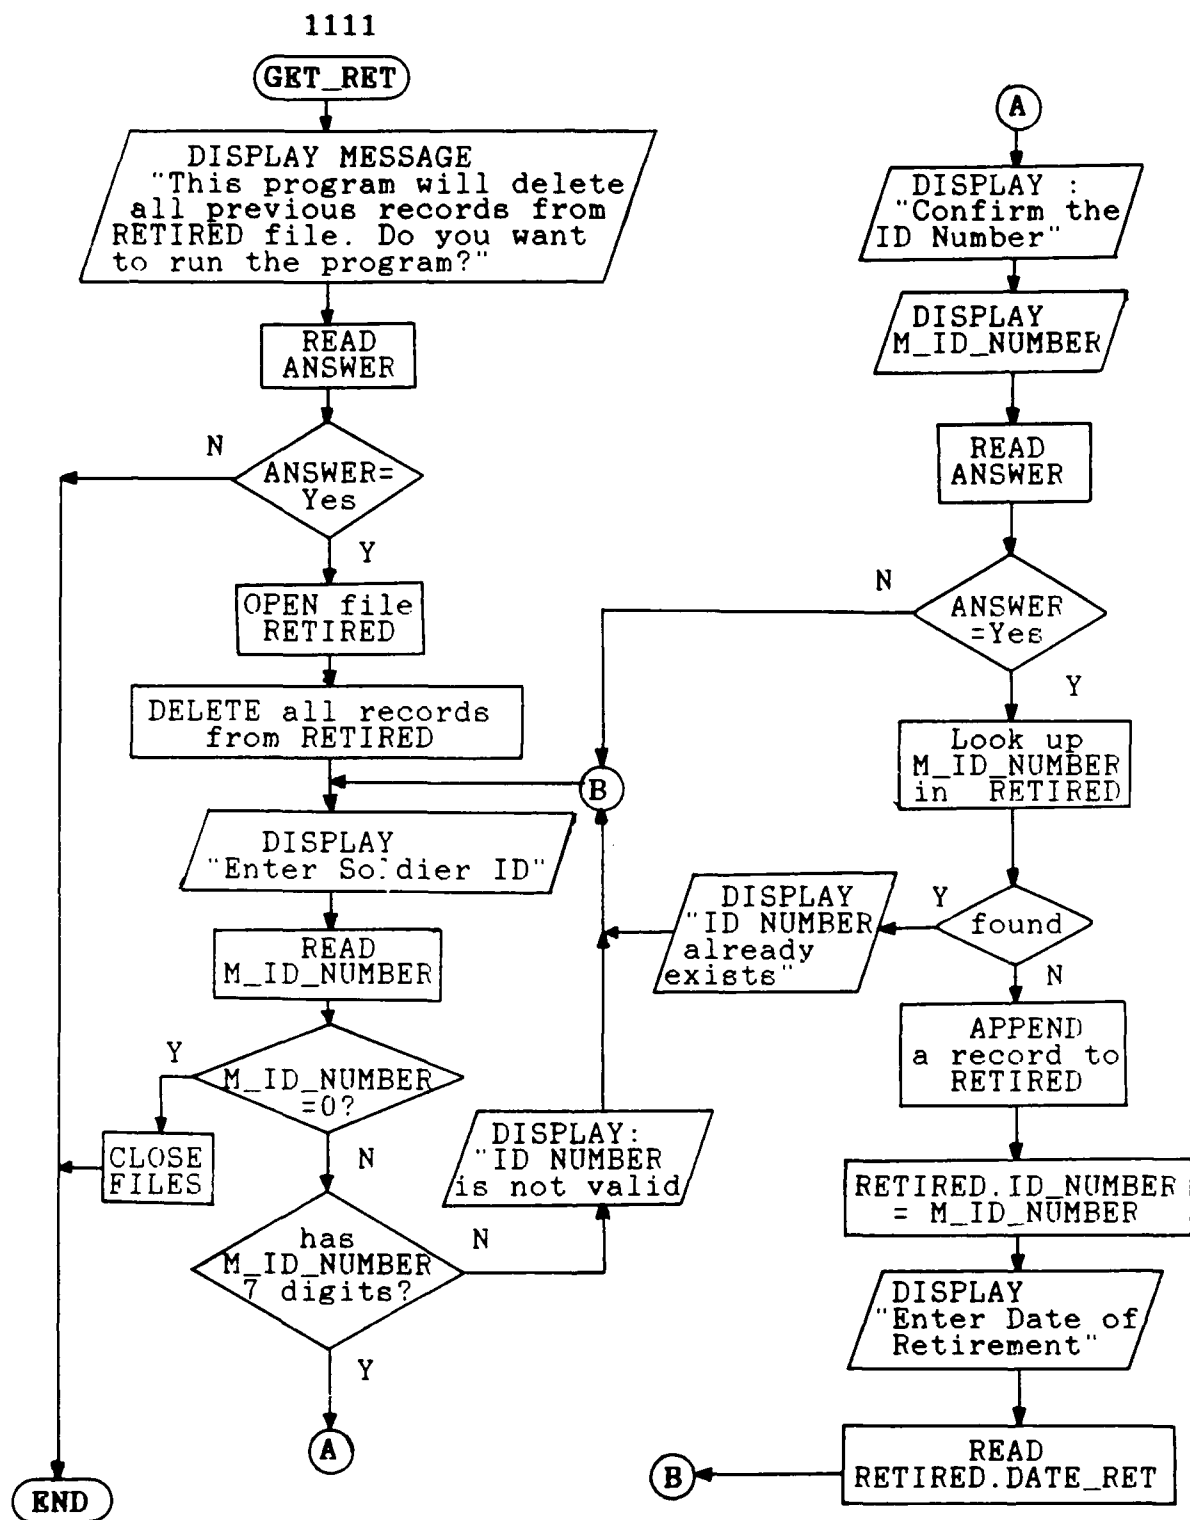 1111
GET_RET
DISPLAY MESSAGE
"This program will delete
all previous records from
RETIRED file. Do you want
to run the program?"
READ
ANSWER
N
ANSWER=
Yes
Y
OPEN file
RETIRED
DELETE all records
from RETIRED
B
DISPLAY
"Enter Soldier ID"
READ
M_ID_NUMBER
Y
M_ID_NUMBER
=0?
CLOSE
FILES
N
DISPLAY:
"ID NUMBER
is not valid
has
M_ID_NUMBER
7 digits?
N
Y
A
END
A
DISPLAY :
"Confirm the
ID Number"
DISPLAY
M_ID_NUMBER
READ
ANSWER
N
ANSWER
=Yes
Y
Look up
M_ID_NUMBER
in RETIRED
Y
found
DISPLAY
"ID NUMBER
already
exists"
N
APPEND
a record to
RETIRED
RETIRED.ID_NUMBER
= M_ID_NUMBER
DISPLAY
"Enter Date of
Retirement"
READ
RETIRED.DATE_RET
B